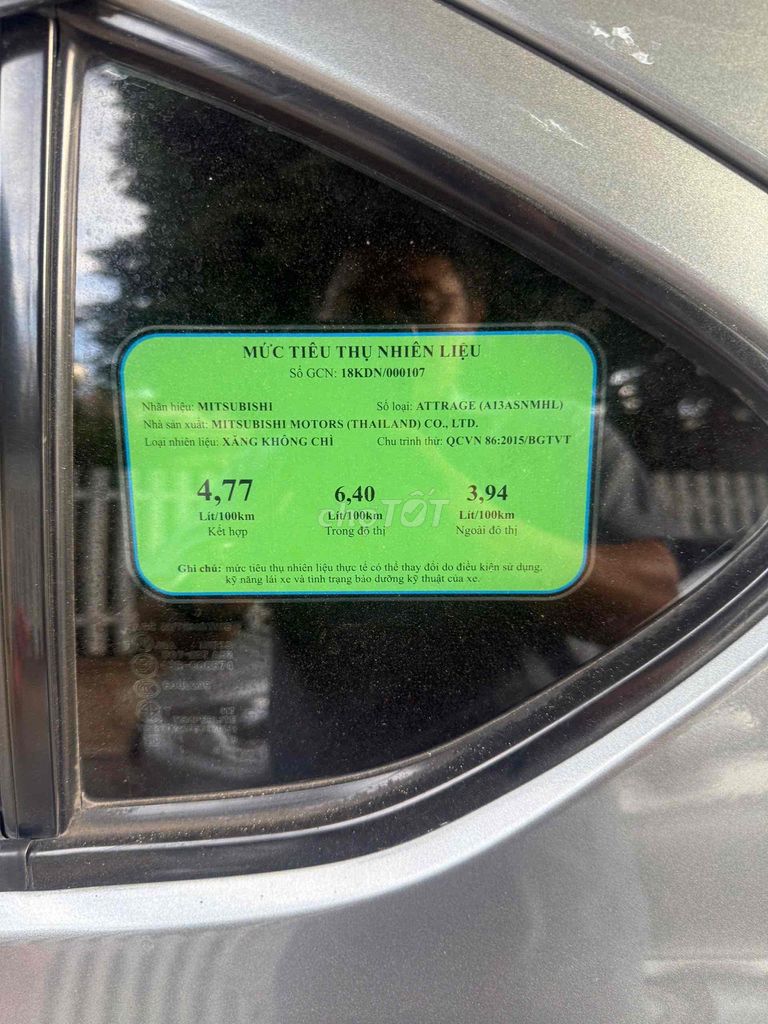 MỨC TIÊU THỤ NHIÊN LIỆU
Số GCN: 18KDN/000107
Nhãn hiệu: MITSUBISHI Số loại: ATTRAGE (A13ASNMHL)
Nhà sản xuất: MITSUBISHI MOTORS (THAILAND) CO., LTD.
Loại nhiên liệu: XĂNG KHÔNG CHÌ Chu trình thử: QCVN 86:2015/BGTVT
4,77 6,40 3,94
Lít/100km Lít/100km Lít/100km
Kết hợp Trong đô thị Ngoài đô thị
chợTỐT
Ghi chú: mức tiêu thụ nhiên liệu thực tế có thể thay đổi do điều kiện sử dụng,
kỹ năng lái xe và tình trạng bảo dưỡng kỹ thuật của xe.